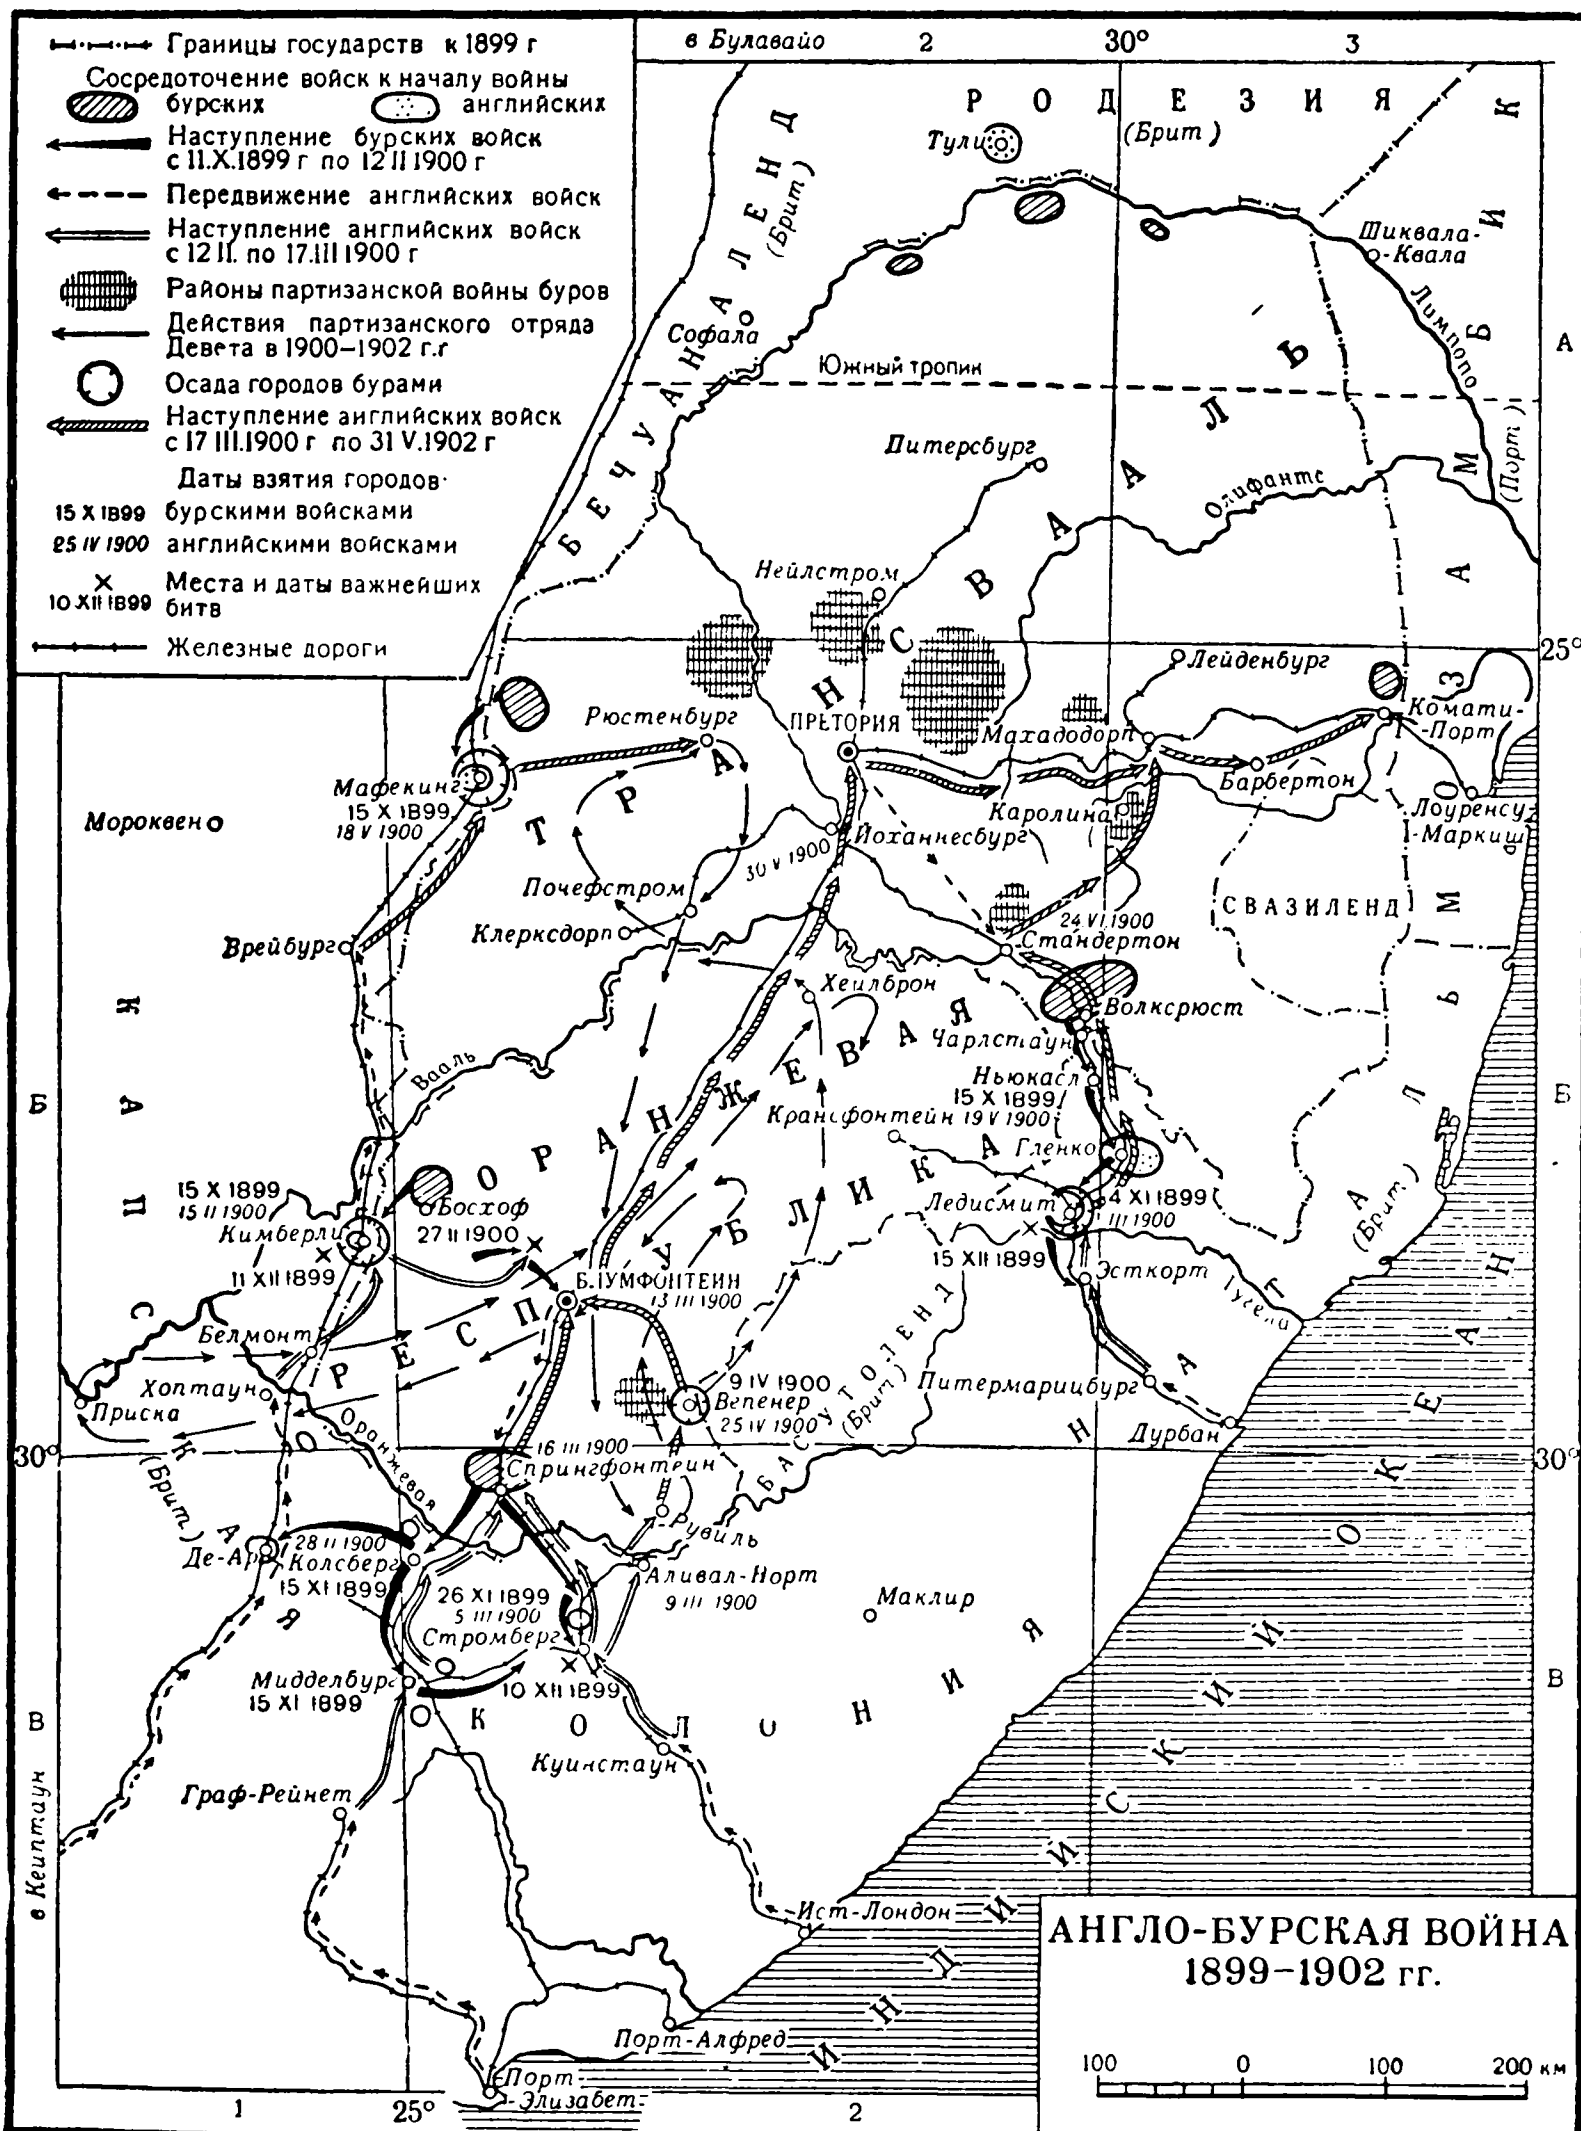 Границы государств к 1899 г
Сосредоточение войск к началу войны
бурских английских
Наступление бурских войск
с 11.X.1899 г по 12 II 1900 г
Передвижение английских войск
Наступление английских войск
с 12 II. по 17.III 1900 г
Районы партизанской войны буров
Действия партизанского отряда
Девета в 1900–1902 г.г
Осада городов бурами
Наступление английских войск
с 17 III.1900 г по 31 V.1902 г
Даты взятия городов
15 X 1899 бурскими войсками
25 IV 1900 английскими войсками
Места и даты важнейших
10 XII 1899 битв
Железные дороги
в Булавайо 2 30° 3
РОДЕЗИЯ
(Брит)
Тули
БЕЧУАНАЛЕНД
(Брит)
Шиквала-
-Квала
Лимпопо
МОЗАМБИК
(Порт)
Софала
Южный тропик
А
Питерсбург
Олифантс
ТРАНСВАЛЬ
Нейлстром
25°
Лейденбург
Комати-
-Порт
Рюстенбург
ПРЕТОРИЯ
Махадодорп
Барбертон
Мафекинг
15 X 1899
18 V 1900
Мороквен
Каролина
Лоуренсу
-Маркиш
Йоханнесбург
30 V 1900
Почефстром
Клерксдорп
СВАЗИЛЕНД
24 VI 1900
Стандертон
Врейбург
Хейлброн
Волксрюст
Чарлстаун
Вааль
Ньюкасл
15 X 1899
Крансфонтейн 19 V 1900
Гленко
Б
Б
ОРАНЖЕВАЯ
РЕСПУБЛИКА
15 X 1899
15 II 1900
Кимберли
11 XII 1899
Босхоф
27 II 1900
Ледисмит
4 XI 1899
III 1900
15 XII 1899
Эсткорт
Тугела
НАТАЛЬ
(Брит.)
БЛУМФОНТЕЙН
13 III 1900
Белмонт
Хоптаун
Приска
Оранжевая
9 IV 1900
Вепенер
25 IV 1900
БАСУТОЛЕНД
(Брит)
Питермарицбург
Дурбан
30°
30°
16 III 1900
Спрингфонтейн
Рувиль
КАПСКАЯ
(Брит.)
КОЛОНИЯ
Де-Ар
28 II 1900
Колсберг
15 XI 1899
26 XI 1899
5 III 1900
Стромберг
10 XII 1899
Аливал-Норт
9 III 1900
Маклир
Мидделбург
15 XI 1899
В
В
Куинстаун
Граф-Рейнет
в Кейптаун
Ист-Лондон
Порт-Алфред
Порт
-Элизабет-
ИНДИЙСКИЙ ОКЕАН
1 25° 2
АНГЛО-БУРСКАЯ ВОЙНА
1899–1902 гг.
100 0 100 200 км